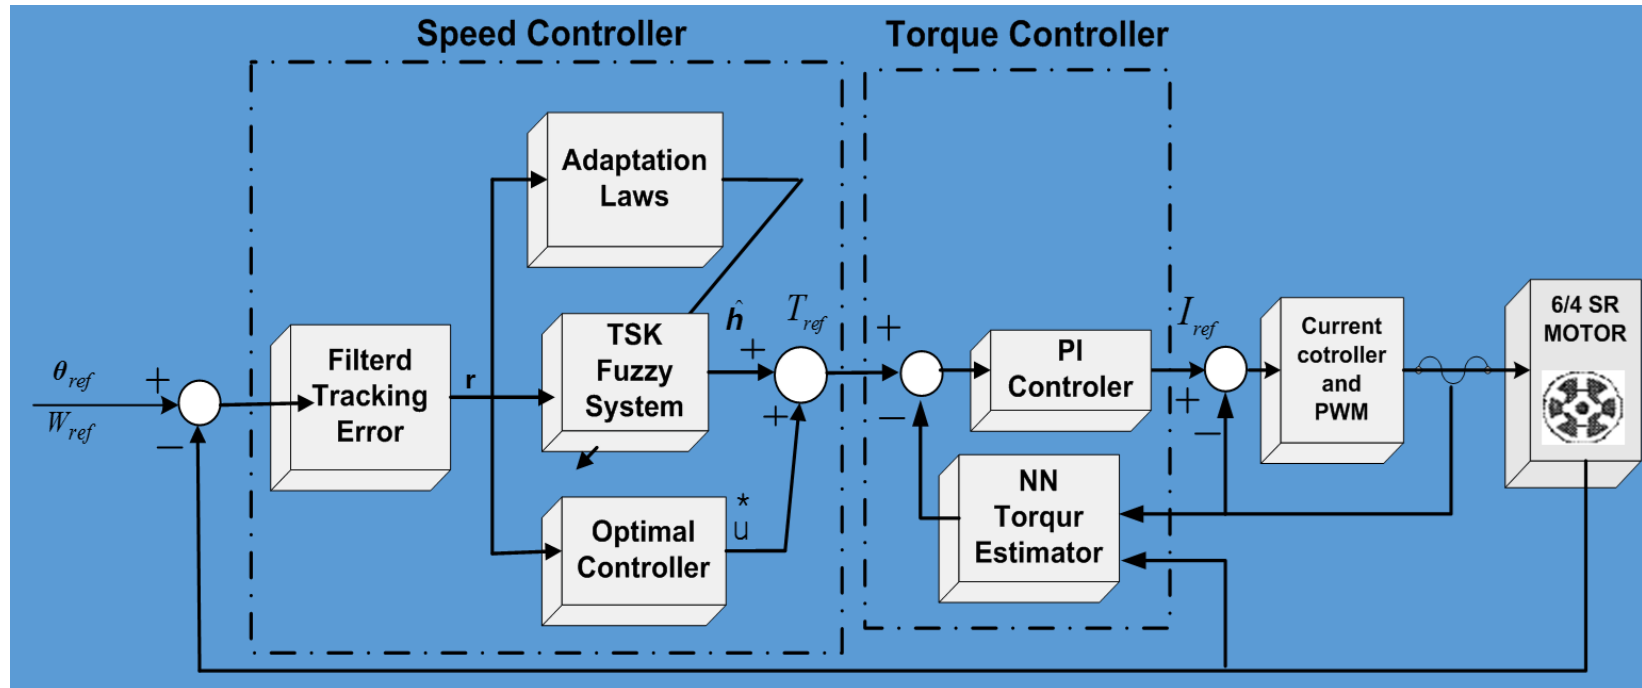 Speed Controller
Torque Controller
Adaptation
Laws
TSK
Fuzzy
System
Filterd
Tracking
Error
Optimal
Controller
θref
Wref
+
−
r
ĥ
+
+
*
u
Tref
+
−
PI
Controler
NN
Torqur
Estimator
Iref
+
−
Current
cotroller
and
PWM
6/4 SR
MOTOR